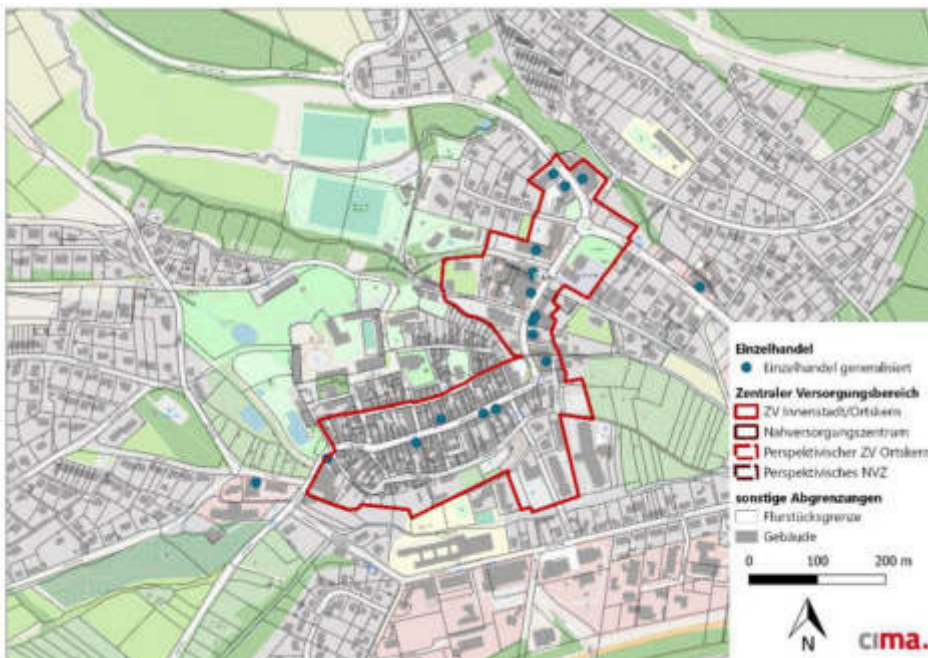 Einzelhandel
Einzelhandel generalisiert
Zentraler Versorgungsbereich
ZV Innenstadt/Ortskern
Nahversorgungszentrum
Perspektivischer ZV Ortskern
Perspektivisches NVZ
sonstige Abgrenzungen
Flurstücksgrenze
Gebäude
0 100 200 m
N
cima.